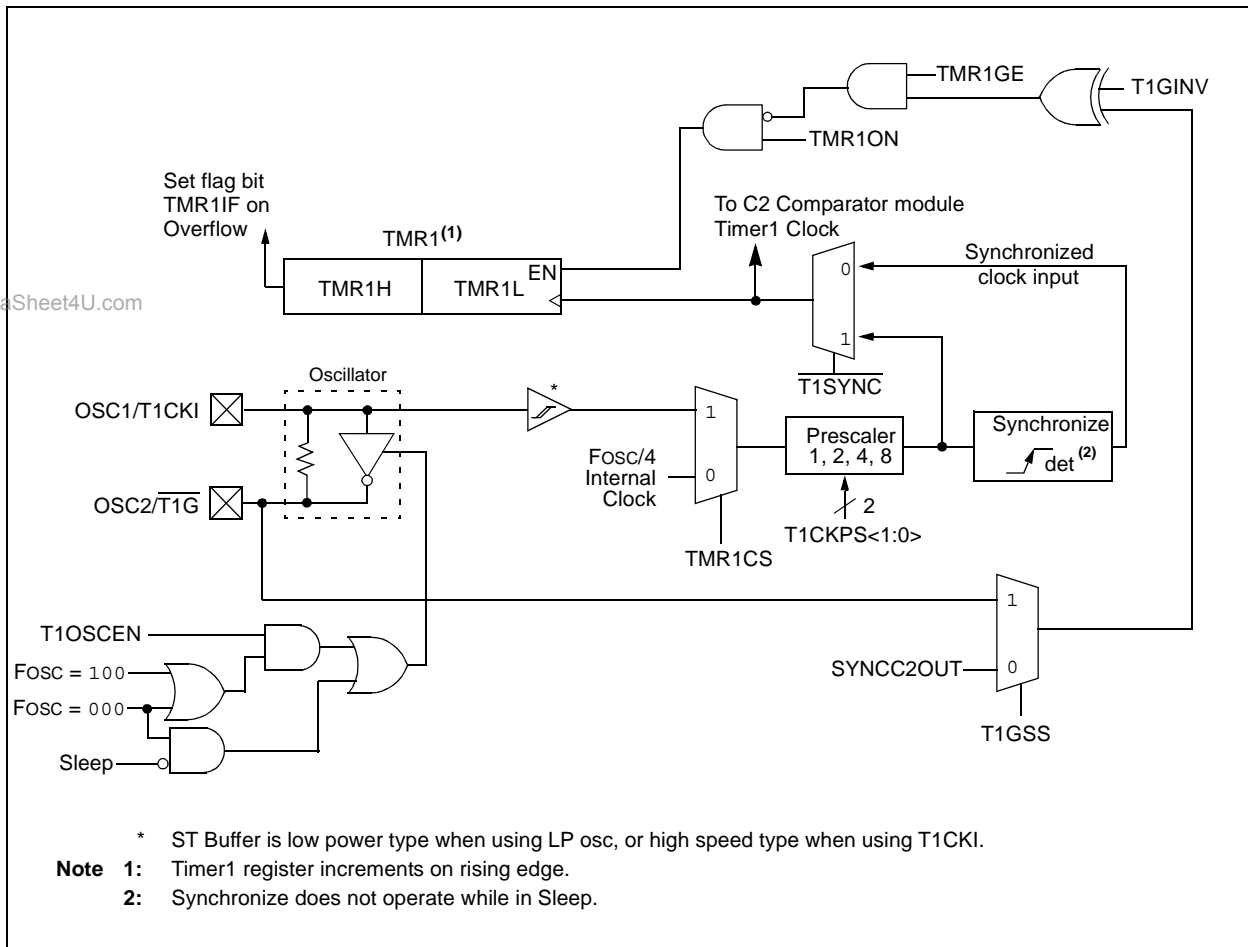 TMR1GE
T1GINV
TMR1ON
Set flag bit
TMR1IF on
Overflow
To C2 Comparator module
Timer1 Clock
TMR1(1)
EN
TMR1H
TMR1L
0
Synchronized
clock input
aSheet4U.com
1
T1SYNC
Oscillator
*
OSC1/T1CKI
1
FOSC/4
Internal
Clock
0
Prescaler
1, 2, 4, 8
Synchronize
det (2)
OSC2/T1G
2
T1CKPS<1:0>
TMR1CS
1
T1OSCEN
FOSC = 100
FOSC = 000
SYNCC2OUT
0
T1GSS
Sleep
* ST Buffer is low power type when using LP osc, or high speed type when using T1CKI.
Note 1: Timer1 register increments on rising edge.
2: Synchronize does not operate while in Sleep.